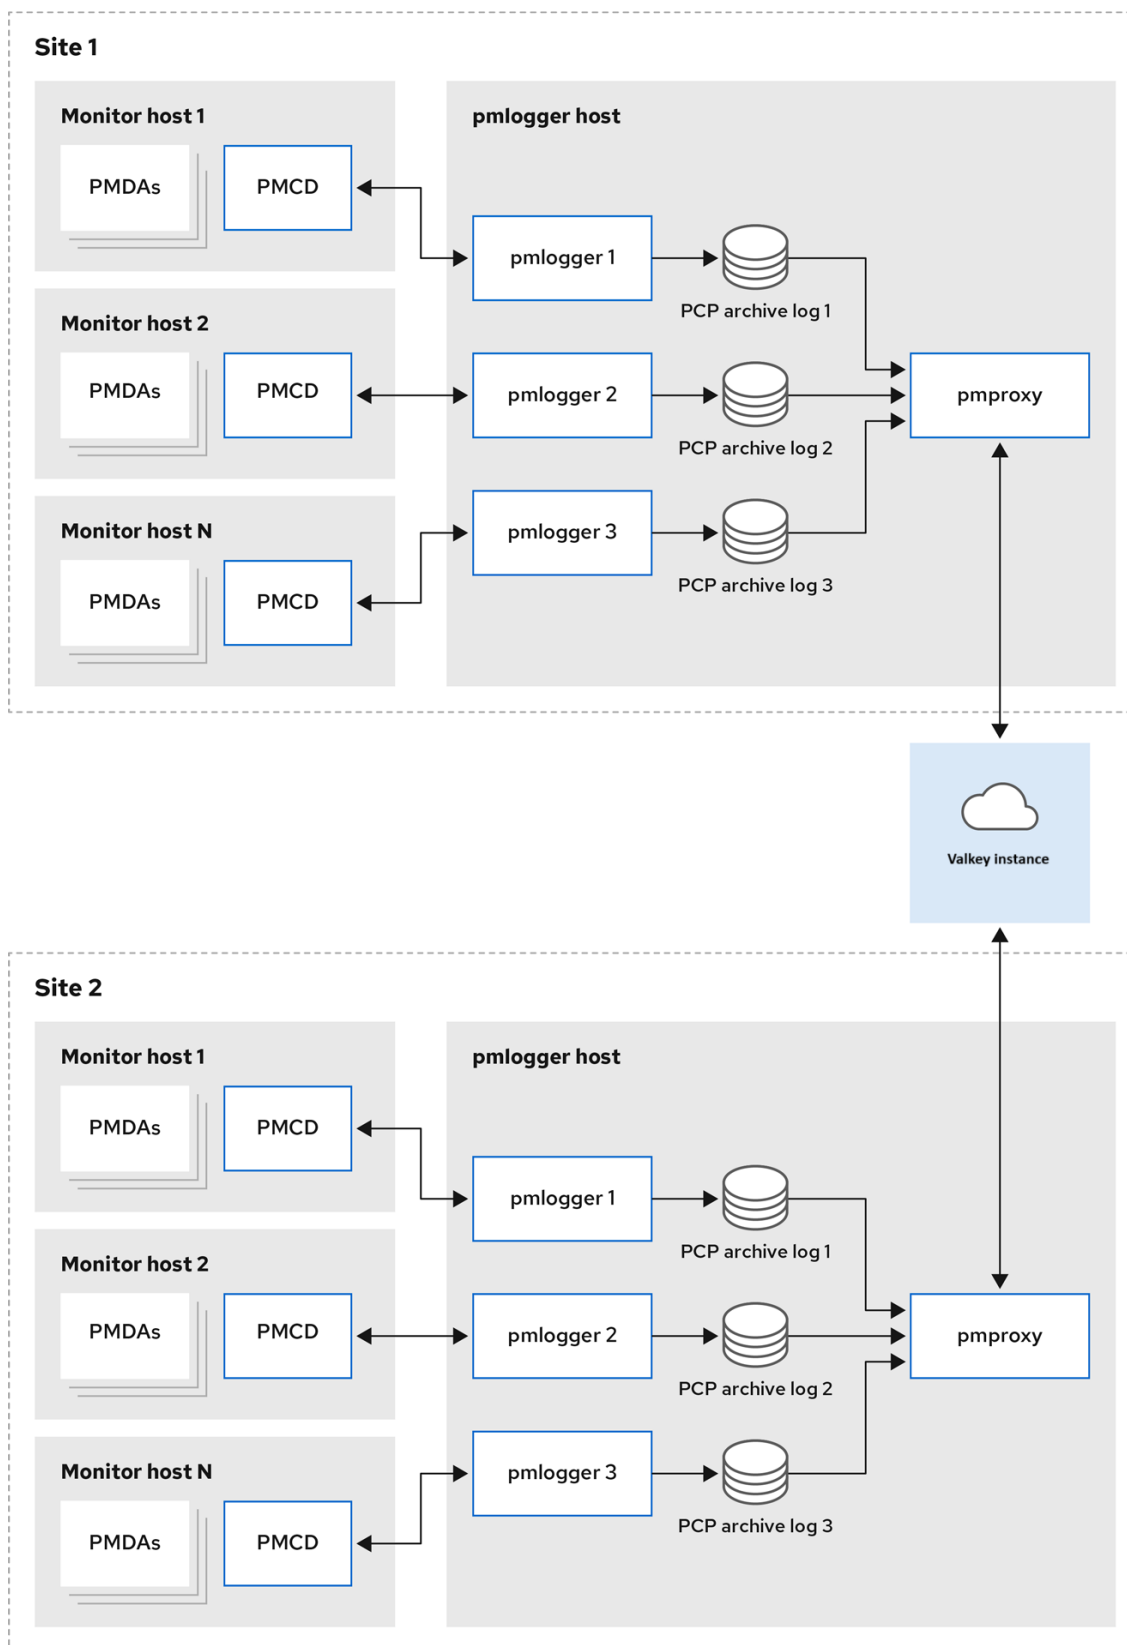 Site 1
Monitor host 1
PMDAs
PMCD
Monitor host 2
PMDAs
PMCD
Monitor host N
PMDAs
PMCD
pmlogger host
pmlogger 1
PCP archive log 1
pmlogger 2
PCP archive log 2
pmlogger 3
PCP archive log 3
pmproxy
Valkey instance
Site 2
Monitor host 1
PMDAs
PMCD
Monitor host 2
PMDAs
PMCD
Monitor host N
PMDAs
PMCD
pmlogger host
pmlogger 1
PCP archive log 1
pmlogger 2
PCP archive log 2
pmlogger 3
PCP archive log 3
pmproxy